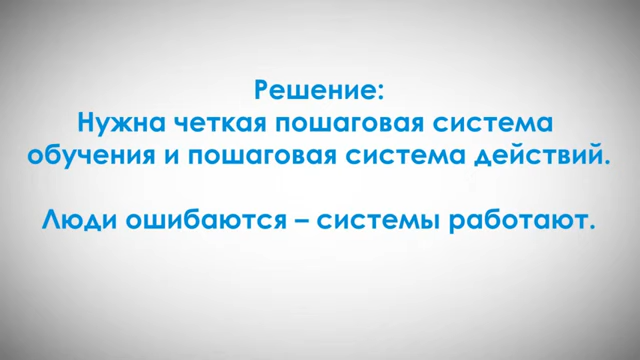 Решение:
Нужна четкая пошаговая система
обучения и пошаговая система действий.
Люди ошибаются – системы работают.